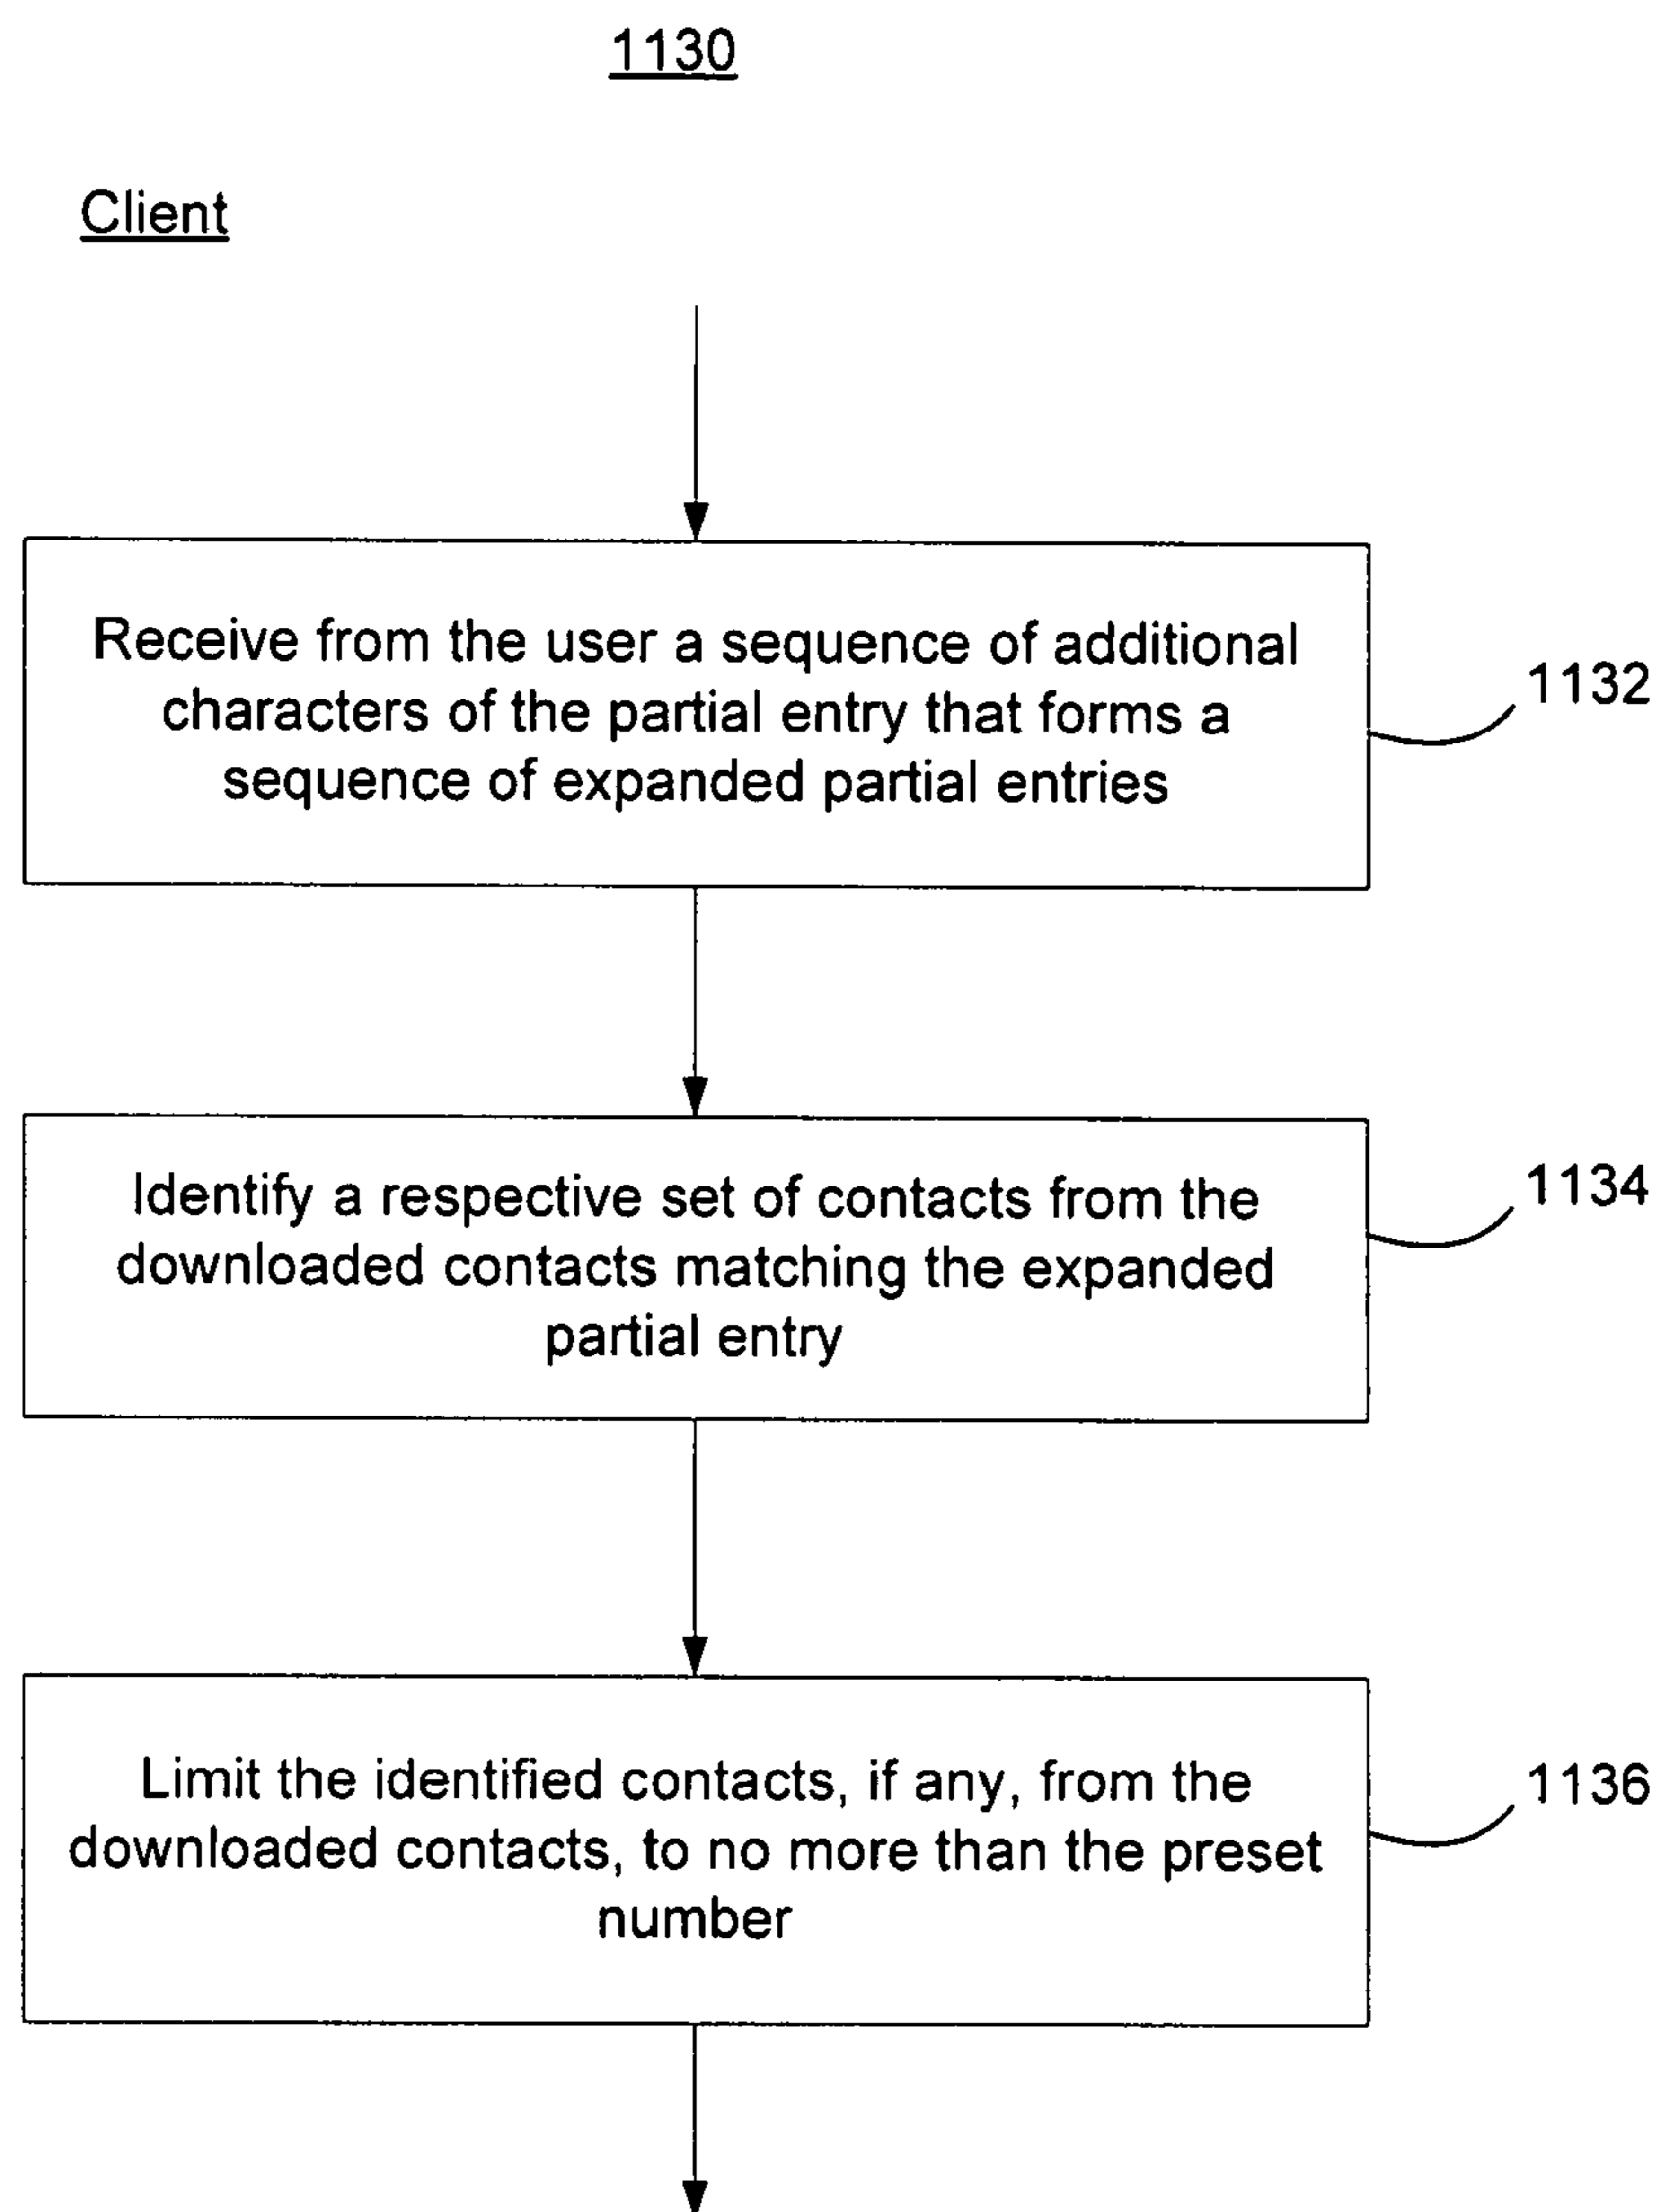 1130
Client
Receive from the user a sequence of additional
characters of the partial entry that forms a
sequence of expanded partial entries
1132
Identify a respective set of contacts from the
downloaded contacts matching the expanded
partial entry
1134
Limit the identified contacts, if any, from the
downloaded contacts, to no more than the preset
number
1136